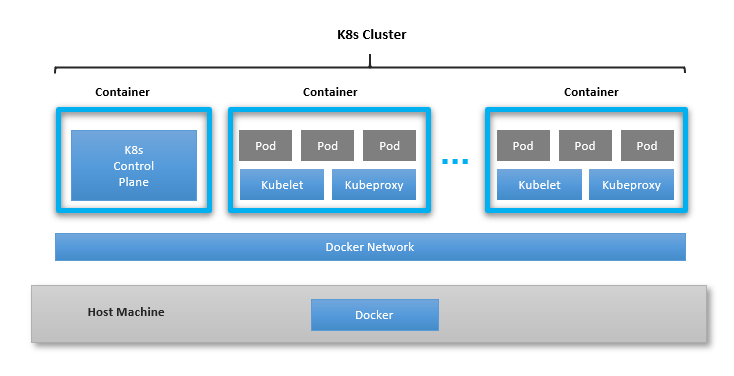 K8s Cluster
Container
Container
Container
K8s
Control
Plane
Pod
Pod
Pod
Kubelet
Kubeproxy
...
Pod
Pod
Pod
Kubelet
Kubeproxy
Docker Network
Host Machine
Docker